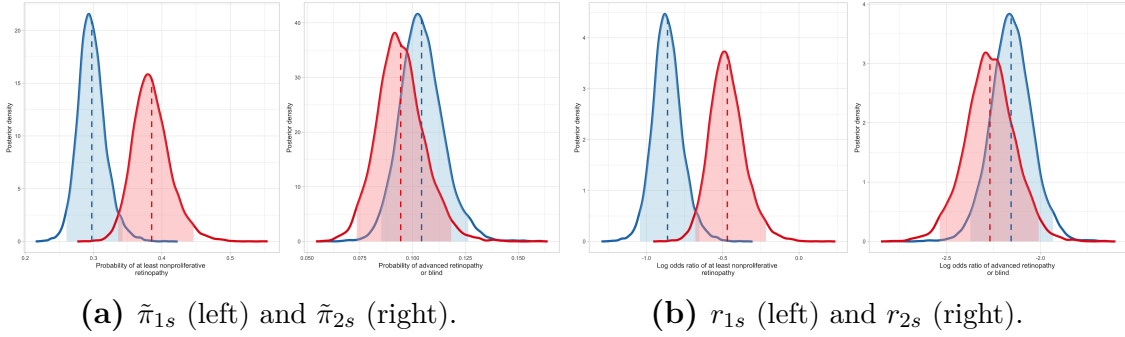 Posterior density
20
15
10
5
0
0.2
0.3
0.4
0.5
Probability of at least nonproliferative
retinopathy
Posterior density
40
30
20
10
0
0.050
0.075
0.100
0.125
0.150
Probability of advanced retinopathy
or blind
Posterior density
4
3
2
1
0
-1.0
-0.5
0.0
Log odds ratio of at least nonproliferative
retinopathy
Posterior density
4
3
2
1
0
-2.5
-2.0
Log odds ratio of advanced retinopathy
or blind
(a) π̃₁ₛ (left) and π̃₂ₛ (right).
(b) r₁ₛ (left) and r₂ₛ (right).